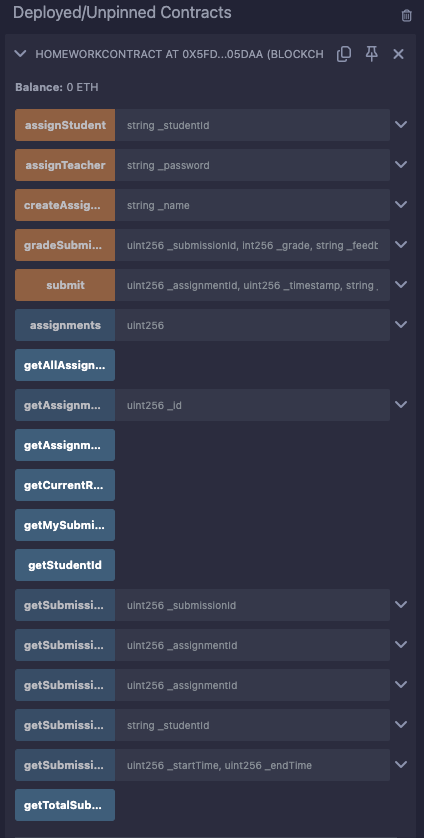 Deployed/Unpinned Contracts
HOMEWORKCONTRACT AT 0X5FD...05DAA (BLOCKCH
Balance: 0 ETH
assignStudent string _studentId
assignTeacher string _password
createAssig... string _name
gradeSubmi... uint256 _submissionId, int256 _grade, string _feedb
submit uint256 _assignmentId, uint256 _timestamp, string _
assignments uint256
getAllAssign...
getAssignm... uint256 _id
getAssignm...
getCurrentR...
getMySubmi...
getStudentId
getSubmissi... uint256 _submissionId
getSubmissi... uint256 _assignmentId
getSubmissi... uint256 _assignmentId
getSubmissi... string _studentId
getSubmissi... uint256 _startTime, uint256 _endTime
getTotalSub...